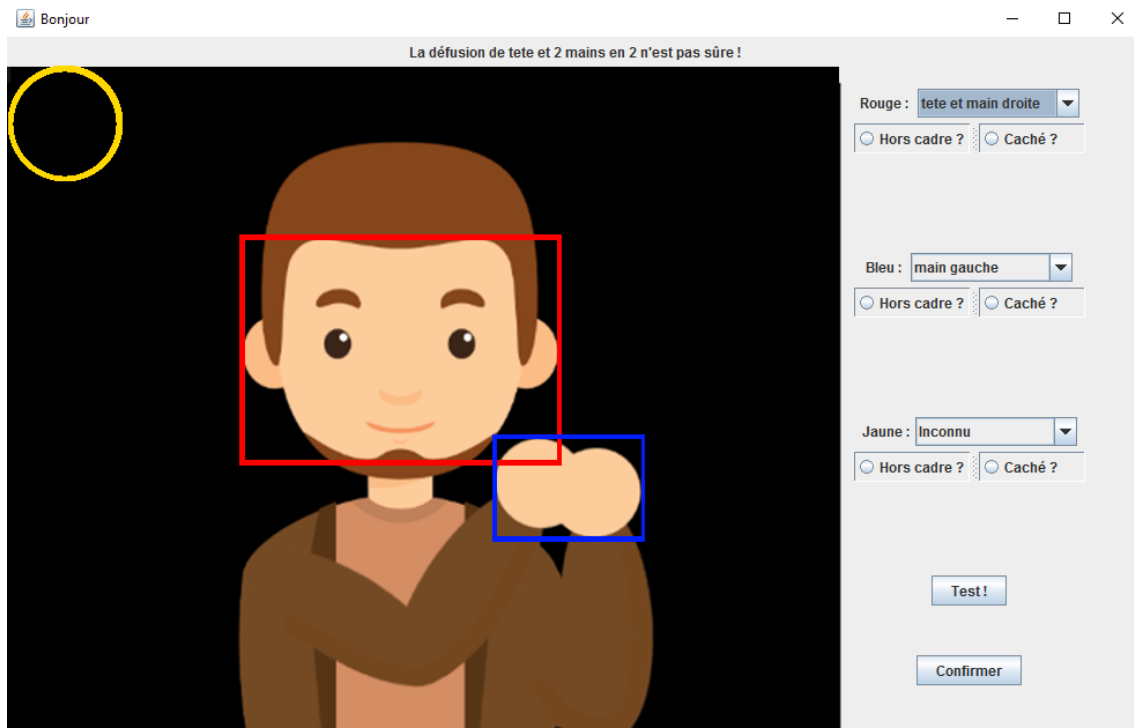 Bonjour
La défusion de tete et 2 mains en 2 n'est pas sûre !
Rouge : tete et main droite
Hors cadre ? Caché ?
Bleu : main gauche
Hors cadre ? Caché ?
Jaune : Inconnu
Hors cadre ? Caché ?
Test !
Confirmer